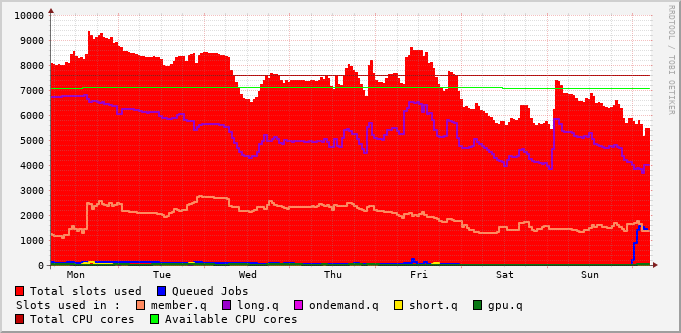 10000
9000
8000
7000
6000
5000
4000
3000
2000
1000
0
Mon Tue Wed Thu Fri Sat Sun
RRDTOOL / TOBI OETIKER
Total slots used Queued Jobs
Slots used in : member.q long.q ondemand.q short.q gpu.q
Total CPU cores Available CPU cores